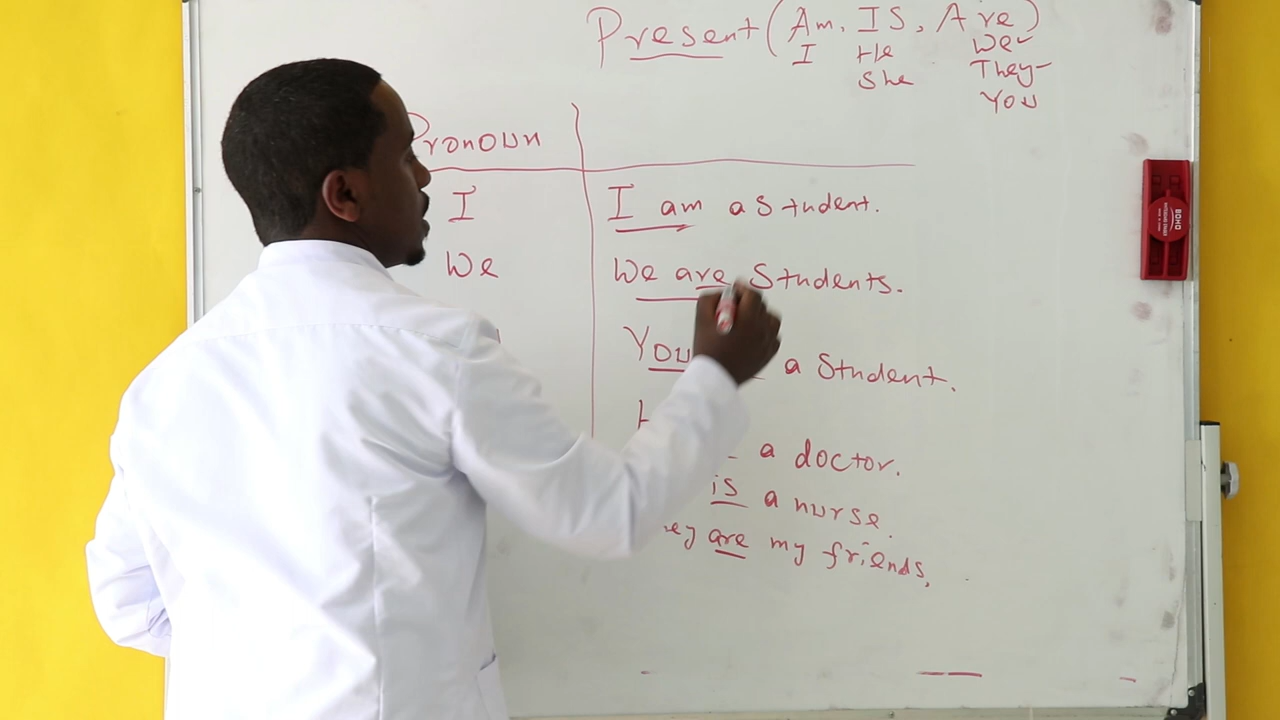 Present (Am, IS, Are)
I He We
She They
You
Pronoun
I I am a Student.
We We are Students.
You a Student.
a doctor.
is a nurse.
are my friends,